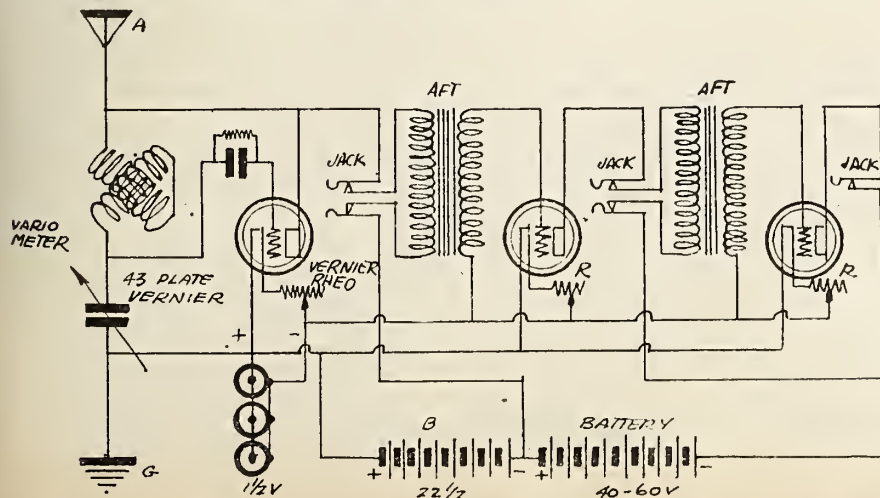 A
AFT
AFT
JACK
JACK
JACK
VARIO
METER
43 PLATE
VERNIER
VERNIER
RHEO
R
R
+
-
B
BATTERY
+
-
+
-
G
1½V
22½
40-60V